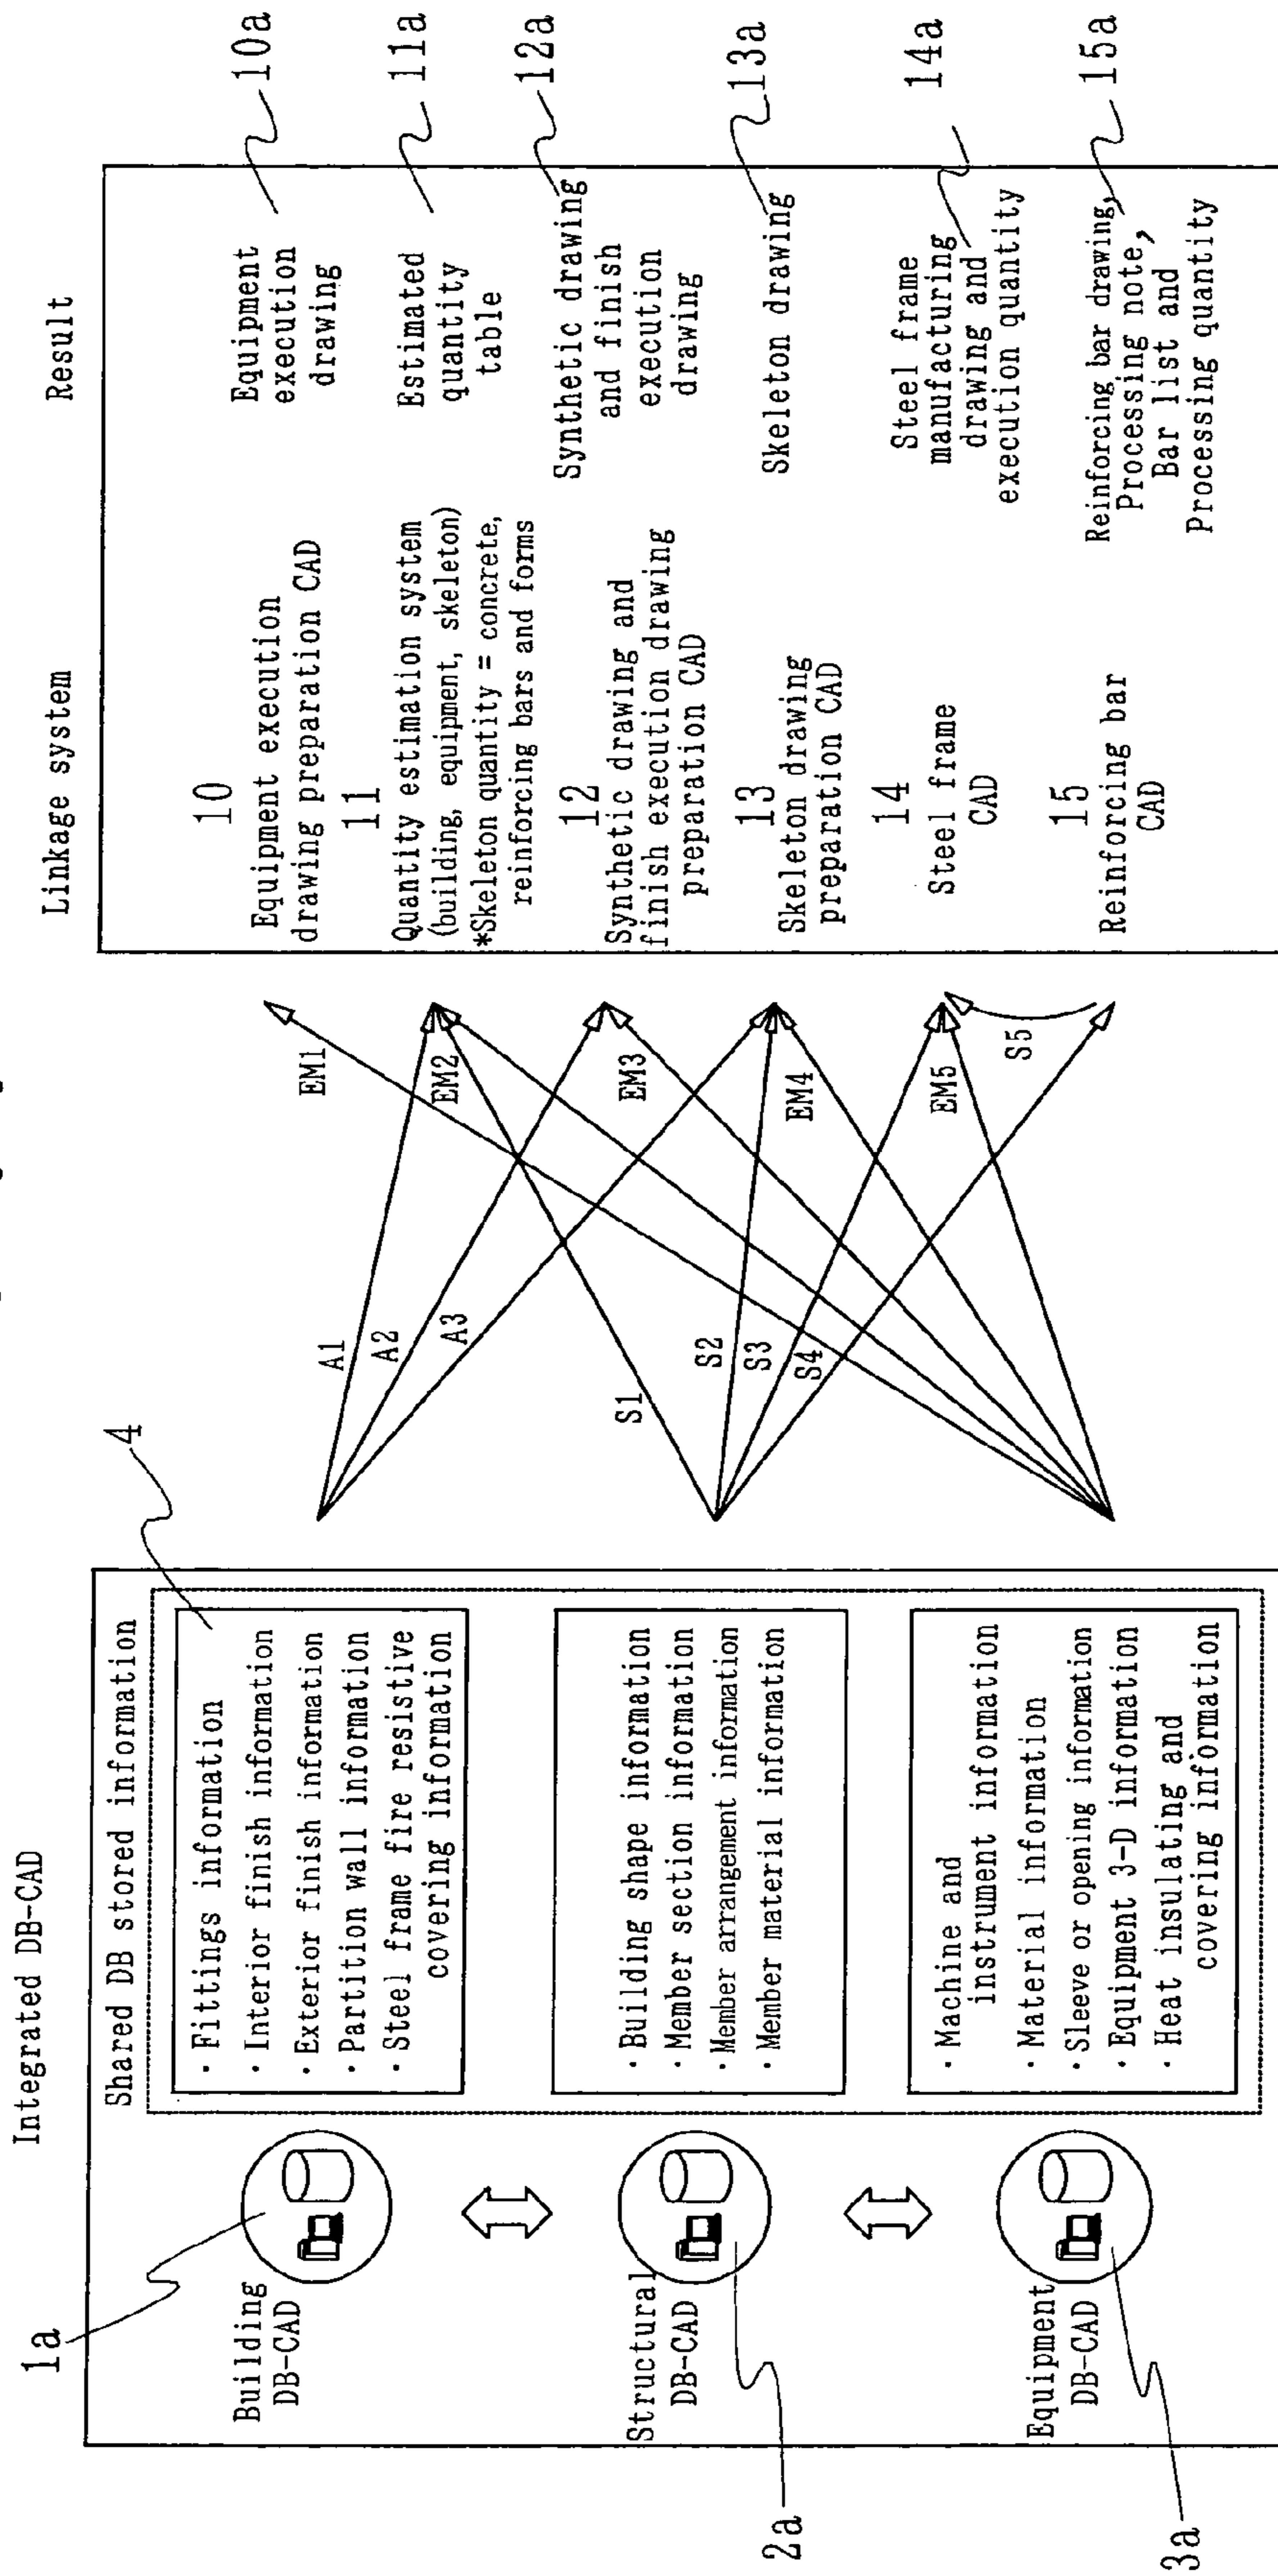 Integrated DB-CAD
1a
Building
DB-CAD
Structural
DB-CAD
2a
Equipment
DB-CAD
3a
Shared DB stored information
4
· Fittings information
· Interior finish information
· Exterior finish information
· Partition wall information
· Steel frame fire resistive
covering information
· Building shape information
· Member section information
· Member arrangement information
· Member material information
· Machine and
instrument information
· Material information
· Sleeve or opening information
· Equipment 3-D information
· Heat insulating and
covering information
A1
A2
A3
S1
S2
S3
S4
EM1
EM2
EM3
EM4
EM5
S5
Linkage system
10
Equipment execution
drawing preparation CAD
11
Quantity estimation system
(building, equipment, skeleton)
*Skeleton quantity = concrete,
reinforcing bars and forms
12
Synthetic drawing and
finish execution drawing
preparation CAD
13
Skeleton drawing
preparation CAD
14
Steel frame
CAD
15
Reinforcing bar
CAD
Result
Equipment
execution
drawing
10a
Estimated
quantity
table
11a
Synthetic drawing
and finish
execution
drawing
12a
Skeleton drawing
13a
Steel frame
manufacturing
drawing and
execution quantity
14a
Reinforcing bar drawing,
Processing note,
Bar list and
Processing quantity
15a